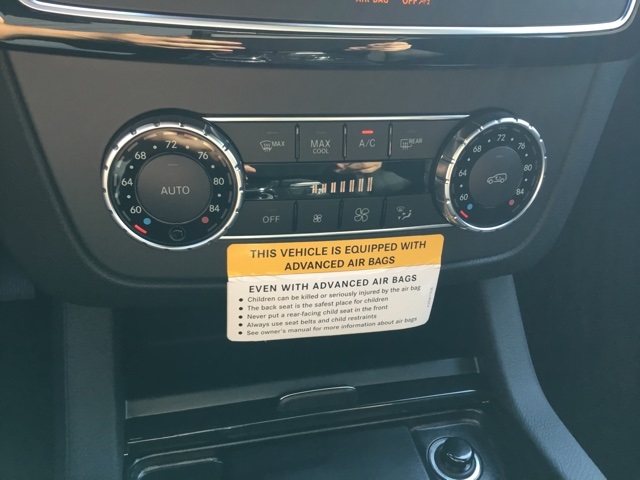 AIR BAG OFF
72
68 76
64 AUTO 80
60 84
MAX
MAX COOL
A/C
REAR
OFF
72
68 76
64 80
60 84
THIS VEHICLE IS EQUIPPED WITH
ADVANCED AIR BAGS
EVEN WITH ADVANCED AIR BAGS
• Children can be killed or seriously injured by the air bag
• The back seat is the safest place for children
• Never put a rear-facing child seat in the front
• Always use seat belts and child restraints
• See owner's manual for more information about air bags